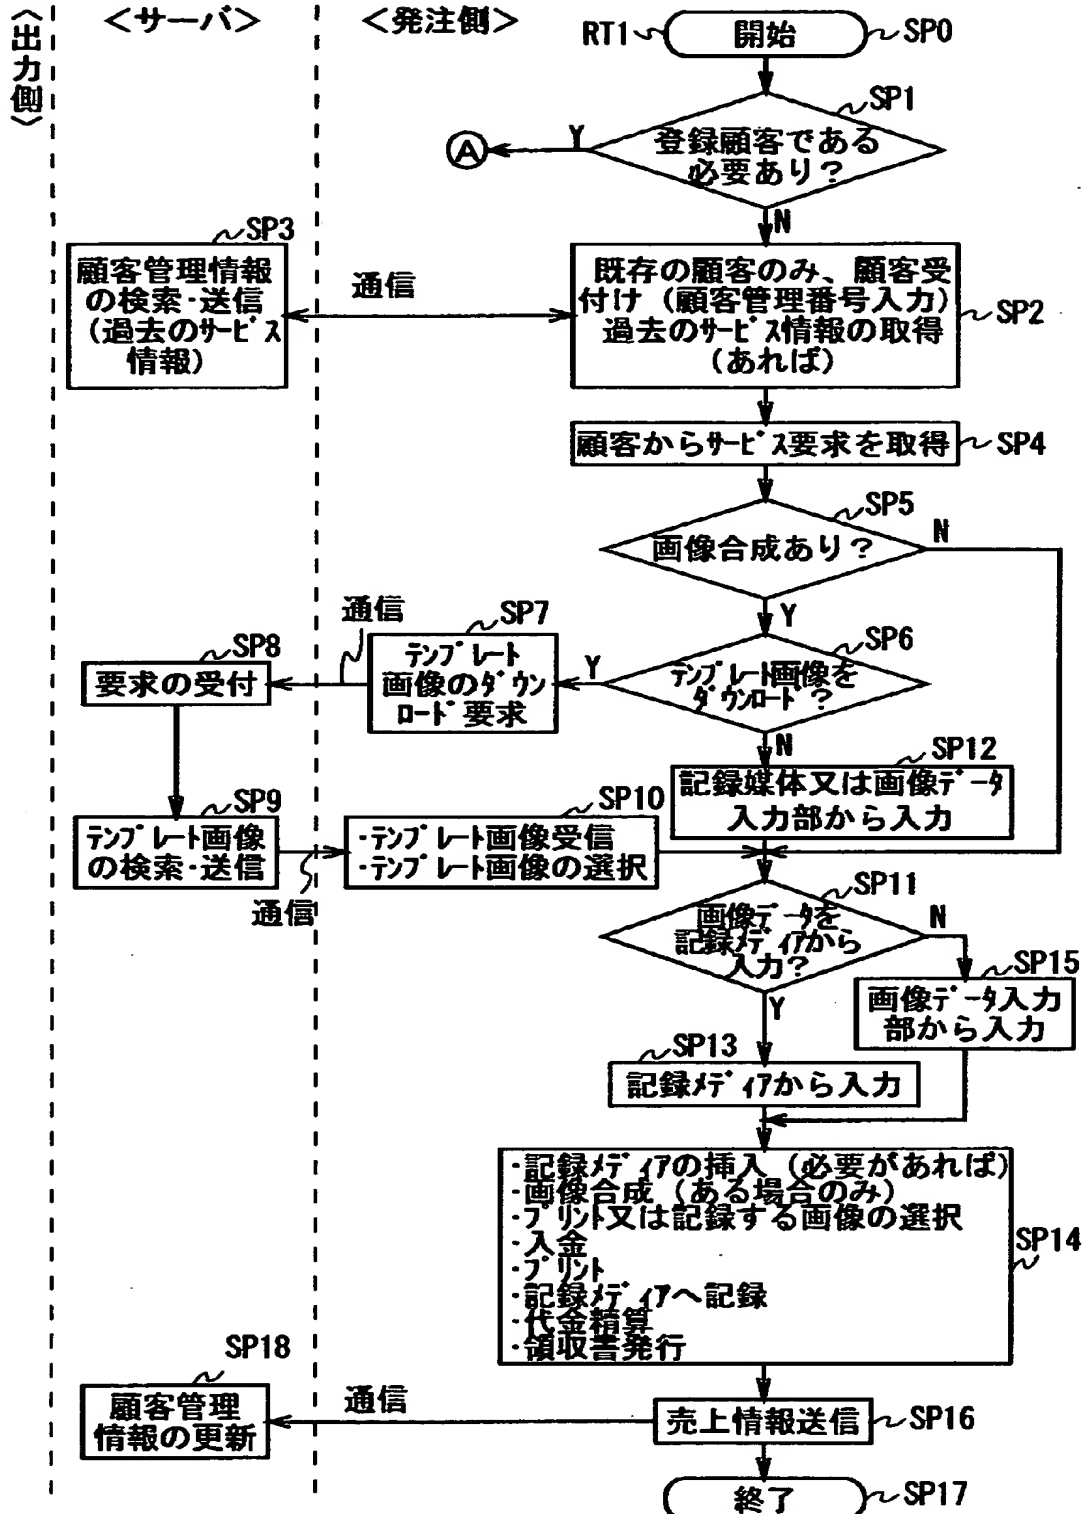 〈出力側〉
<サーバ>
<発注側>
RT1
開始
SP0
SP1
登録顧客である
必要あり?
Y
A
N
SP3
顧客管理情報
の検索・送信
(過去のサービス
情報)
通信
既存の顧客のみ、顧客受
付け(顧客管理番号入力)
過去のサービス情報の取得
(あれば)
SP2
顧客からサービス要求を取得
SP4
SP5
画像合成あり?
N
Y
通信
SP7
SP6
SP8
要求の受付
テンプレート
画像のダウン
ロード要求
Y
テンプレート画像を
ダウンロード?
N
SP12
記録媒体又は画像データ
入力部から入力
SP9
テンプレート画像
の検索・送信
通信
SP10
・テンプレート画像受信
・テンプレート画像の選択
SP11
画像データを
記録メディアから
入力?
N
Y
SP15
画像データ入力
部から入力
SP13
記録メディアから入力
・記録メディアの挿入(必要があれば)
・画像合成(ある場合のみ)
・プリント又は記録する画像の選択
・入金
・プリント
・記録メディアへ記録
・代金精算
・領収書発行
SP14
SP18
顧客管理
情報の更新
通信
売上情報送信
SP16
終了
SP17